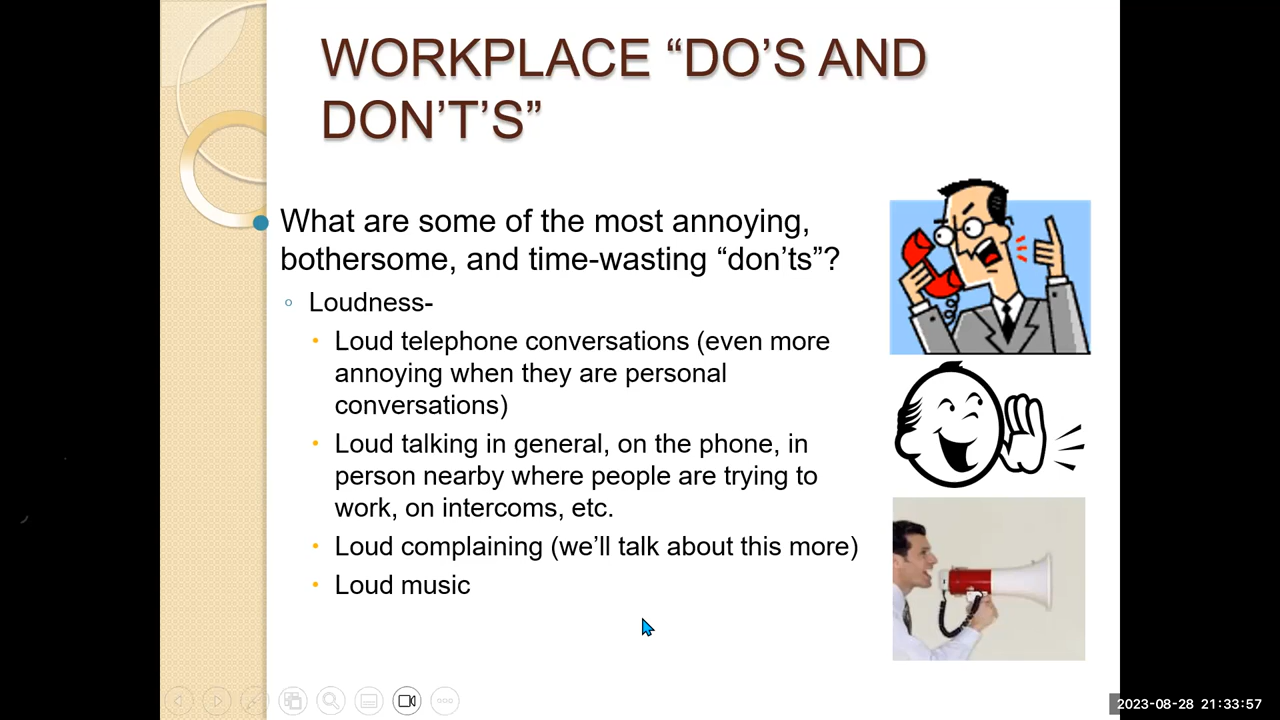 WORKPLACE “DO’S AND
DON’T’S”
What are some of the most annoying,
bothersome, and time-wasting “don’ts”?
Loudness-
Loud telephone conversations (even more
annoying when they are personal
conversations)
Loud talking in general, on the phone, in
person nearby where people are trying to
work, on intercoms, etc.
Loud complaining (we’ll talk about this more)
Loud music
2023-08-28 21:33:57